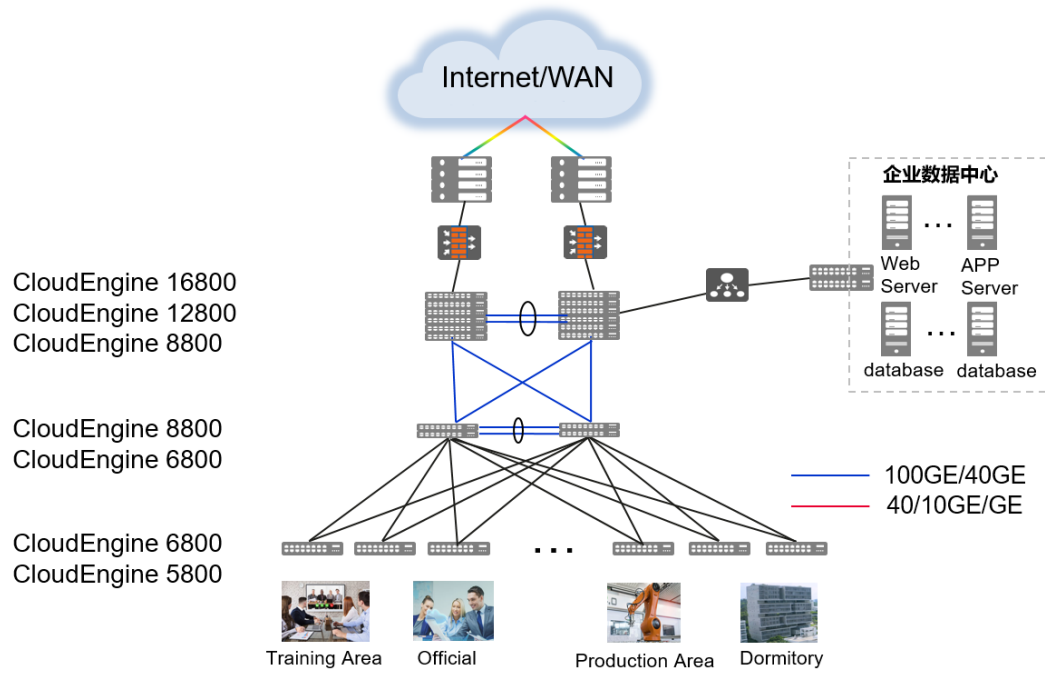 Internet/WAN
企业数据中心
Web
Server
APP
Server
database
database
CloudEngine 16800
CloudEngine 12800
CloudEngine 8800
CloudEngine 8800
CloudEngine 6800
100GE/40GE
40/10GE/GE
CloudEngine 6800
CloudEngine 5800
Training Area
Official
Production Area
Dormitory